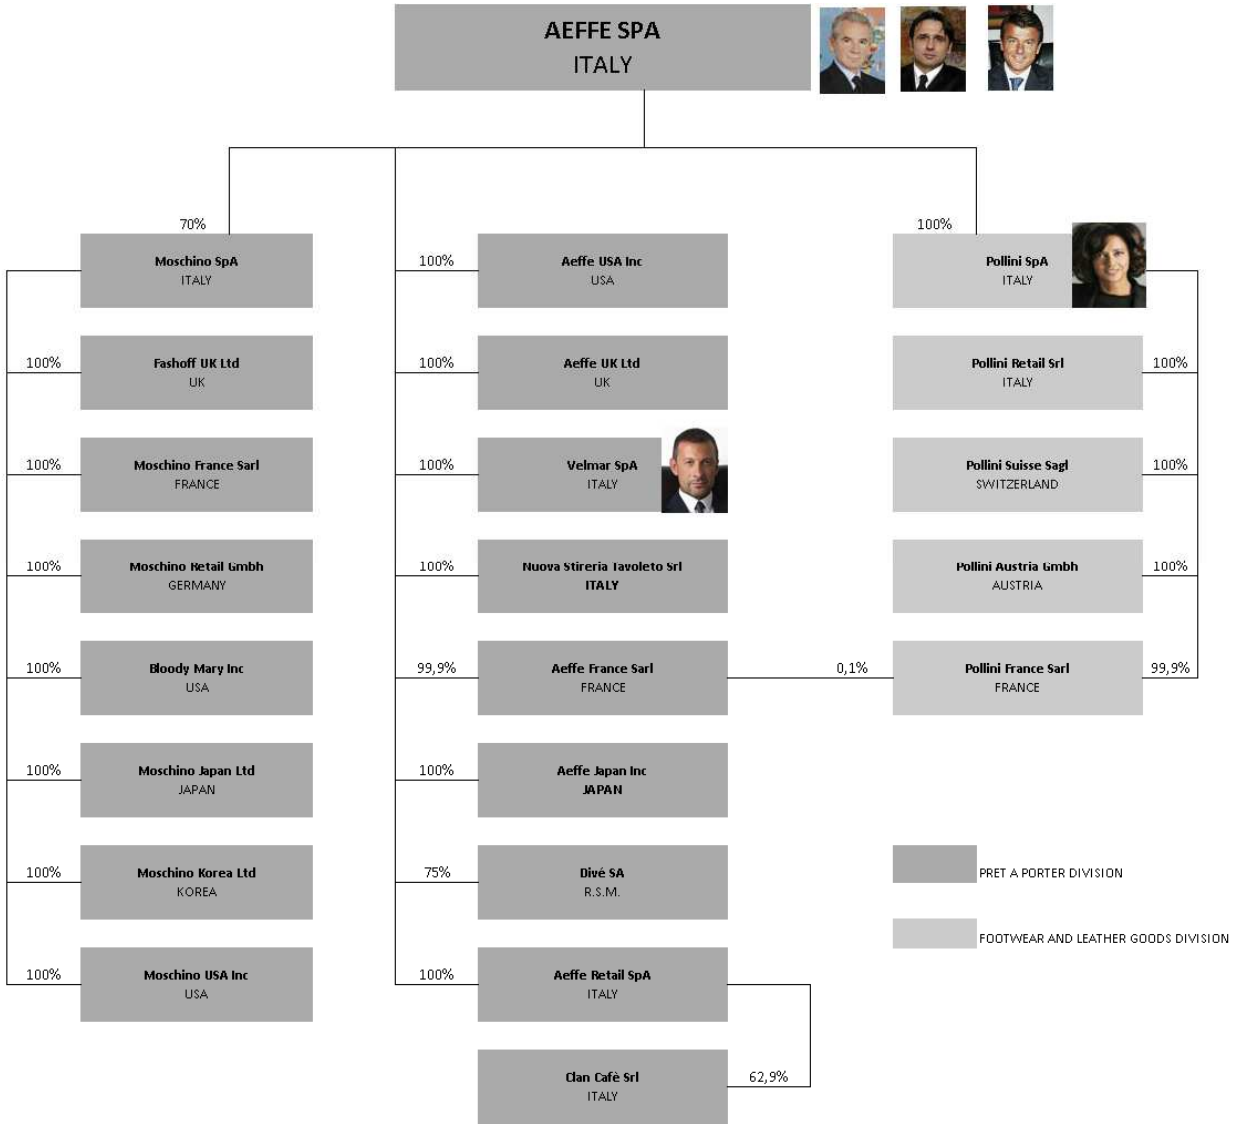 AEFFE SPA
ITALY
70%
Moschino SpA
ITALY
100%
Fashoff UK Ltd
UK
100%
Moschino France Sarl
FRANCE
100%
Moschino Retail Gmbh
GERMANY
100%
Bloody Mary Inc
USA
100%
Moschino Japan Ltd
JAPAN
100%
Moschino Korea Ltd
KOREA
100%
Moschino USA Inc
USA
100%
Aeffe USA Inc
USA
100%
Aeffe UK Ltd
UK
100%
Velmar SpA
ITALY
100%
Nuova Stireria Tavoleto Srl
ITALY
99,9%
Aeffe France Sarl
FRANCE
100%
Aeffe Japan Inc
JAPAN
75%
Divé SA
R.S.M.
100%
Aeffe Retail SpA
ITALY
Clan Cafè Srl
ITALY
62,9%
100%
Pollini SpA
ITALY
Pollini Retail Srl
ITALY
100%
Pollini Suisse Sagl
SWITZERLAND
100%
Pollini Austria Gmbh
AUSTRIA
100%
0,1%
Pollini France Sarl
FRANCE
99,9%
PRET A PORTER DIVISION
FOOTWEAR AND LEATHER GOODS DIVISION